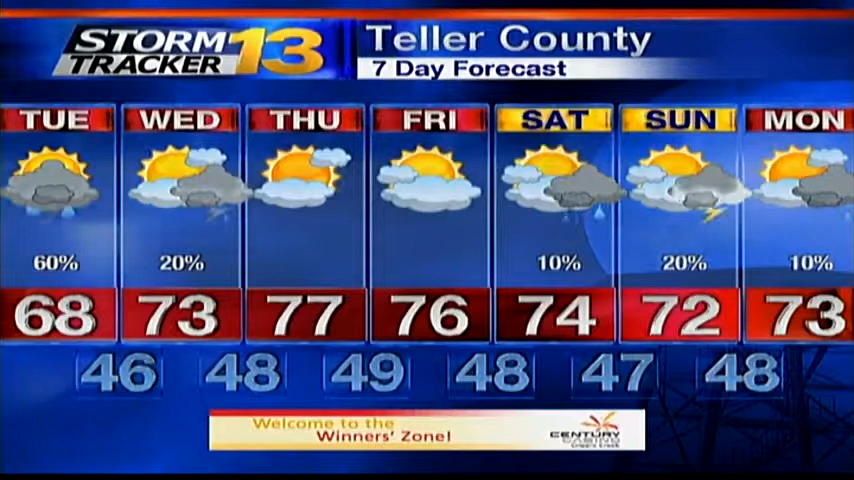 STORM
TRACKER 13
Teller County
7 Day Forecast
TUE WED THU FRI SAT SUN MON
60% 20% 10% 20% 10%
68 73 77 76 74 72 73
46 48 49 48 47 48
Welcome to the
Winners' Zone!
CENTURY
CASINO
Cripple Creek